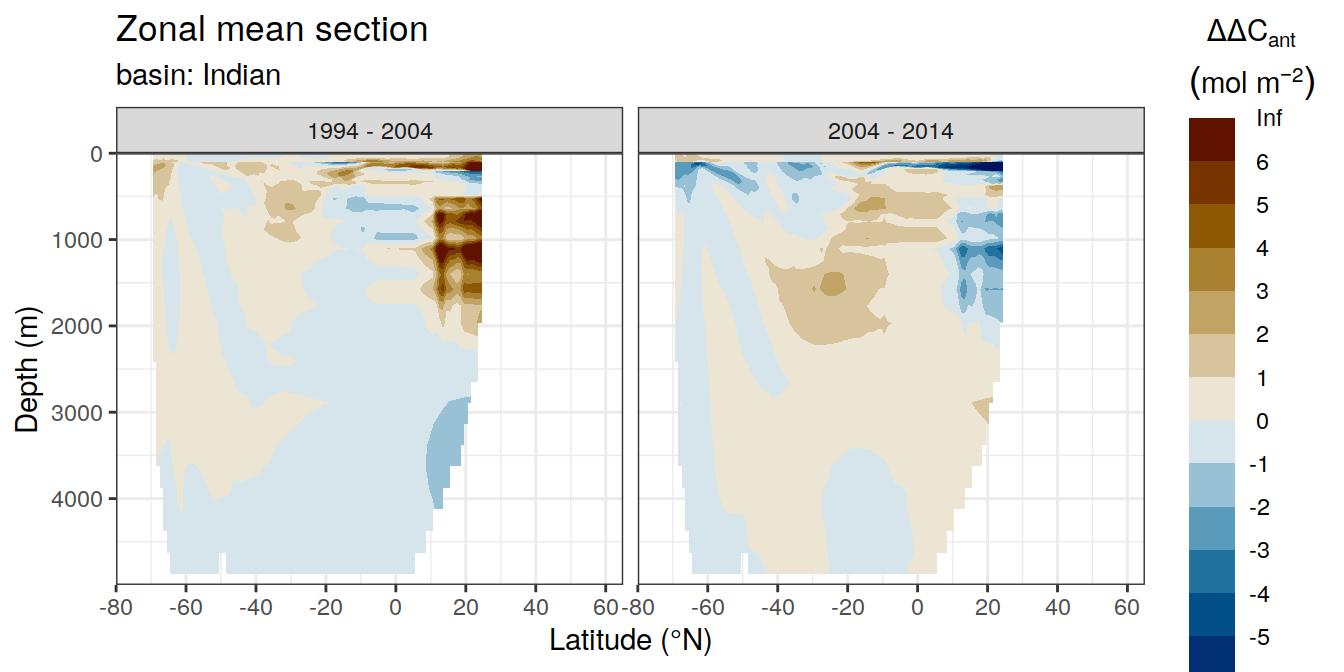 Zonal mean section
basin: Indian
1994 - 2004
2004 - 2014
0
1000
2000
3000
4000
Depth (m)
-80 -60 -40 -20 0 20 40 60
-80 -60 -40 -20 0 20 40 60
Latitude (°N)
ΔΔCant
(mol m−2)
Inf
6
5
4
3
2
1
0
-1
-2
-3
-4
-5